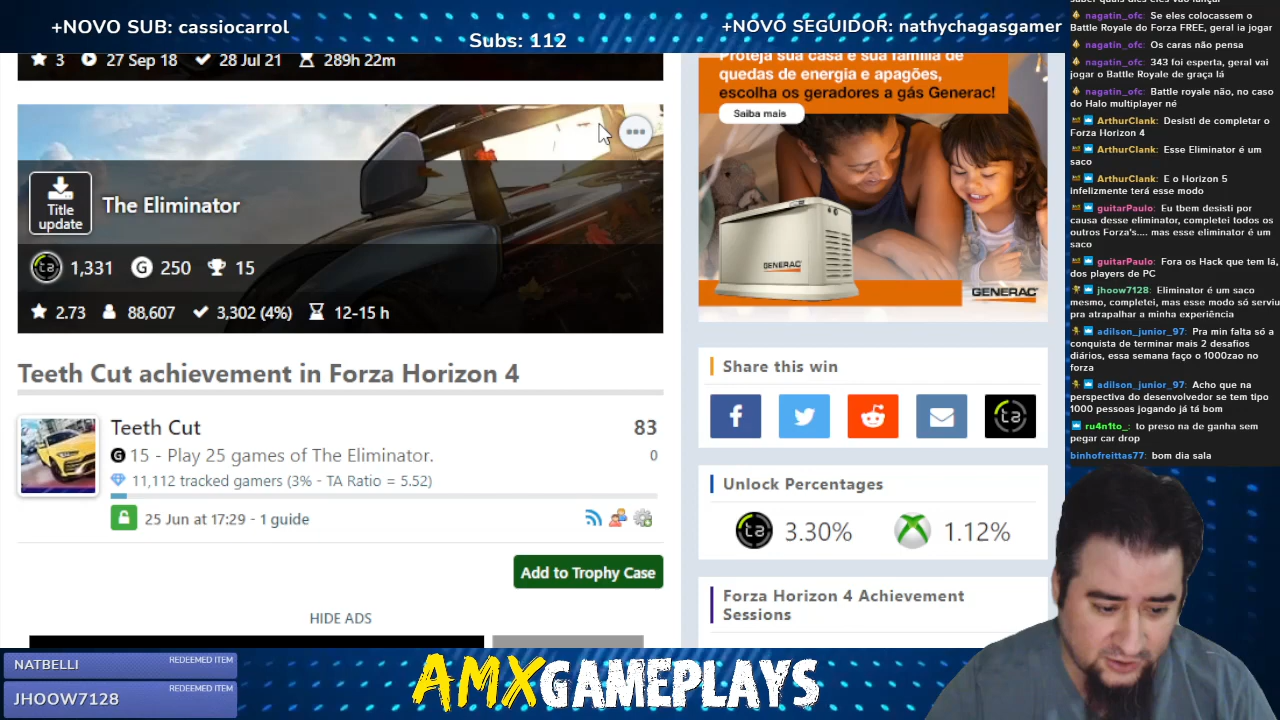 +NOVO SUB: cassiocarrol
Subs: 112
+NOVO SEGUIDOR: nathychagasgamer
3 27 Sep 18 28 Jul 21 289h 22m
Title
update
The Eliminator
ta 1,331 G 250 15
2.73 88,607 3,302 (4%) 12-15 h
Teeth Cut achievement in Forza Horizon 4
Teeth Cut 83
G 15 - Play 25 games of The Eliminator. 0
11,112 tracked gamers (3% - TA Ratio = 5.52)
25 Jun at 17:29 - 1 guide
Add to Trophy Case
HIDE ADS
Proteja sua casa e sua família de
quedas de energia e apagões,
escolha os geradores a gás Generac!
Saiba mais
GENERAC
GENERAC
Share this win
ta
Unlock Percentages
ta 3.30% 1.12%
Forza Horizon 4 Achievement
Sessions
nagatin_ofc: Se eles colocassem o
Battle Royale do Forza FREE, geral ia jogar
nagatin_ofc: Os caras não pensa
nagatin_ofc: 343 foi esperta, geral vai
jogar o Battle Royale de graça lá
nagatin_ofc: Battle royale não, no caso
do Halo multiplayer né
ArthurClank: Desisti de completar o
Forza Horizon 4
ArthurClank: Esse Eliminator é um
saco
ArthurClank: E o Horizon 5
infelizmente terá esse modo
guitarPaulo: Eu tbem desisti por
causa desse eliminator, completei todos os
outros Forza's.... mas esse eliminator é um
saco
guitarPaulo: Fora os Hack que tem lá,
dos players de PC
jhoow7128: Eliminator é um saco
mesmo, completei, mas esse modo só serviu
pra atrapalhar a minha experiência
adilson_junior_97: Pra min falta só a
conquista de terminar mais 2 desafios
diários, essa semana faço o 1000zao no
forza
adilson_junior_97: Acho que na
perspectiva do desenvolvedor se tem tipo
1000 pessoas jogando já tá bom
ru4n1to_: to preso na de ganha sem
pegar car drop
binhofreittas77: bom dia sala
NATBELLI REDEEMED ITEM
JHOOW7128 REDEEMED ITEM
AMXGAMEPLAYS